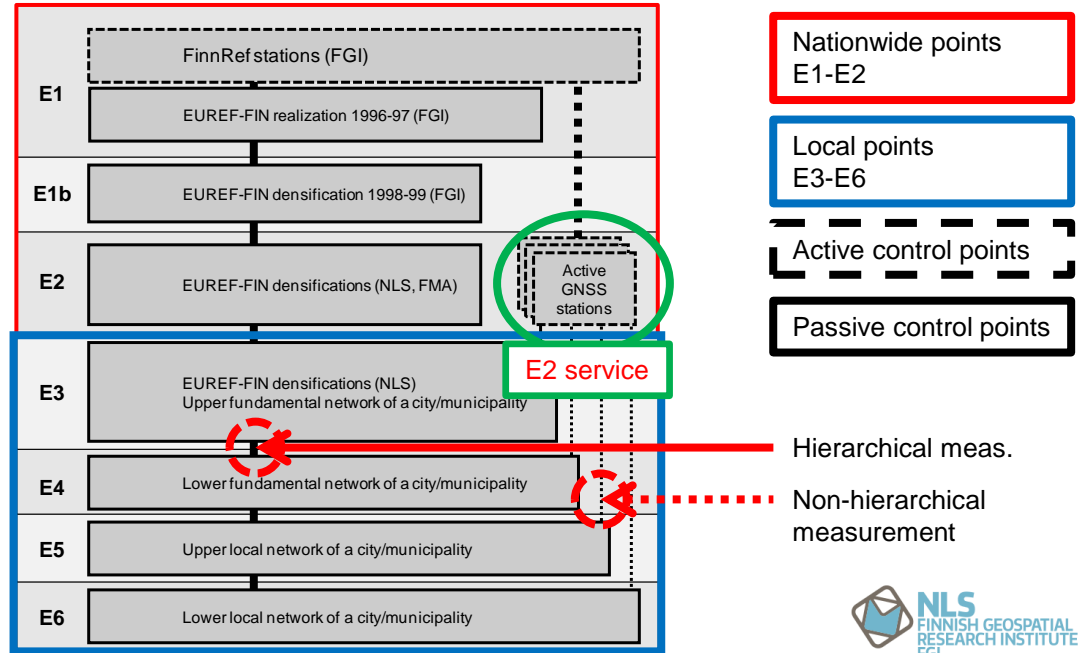 E1
FinnRef stations (FGI)
EUREF-FIN realization 1996-97 (FGI)
E1b
EUREF-FIN densification 1998-99 (FGI)
E2
EUREF-FIN densifications (NLS, FMA)
Active
GNSS
stations
E2 service
E3
EUREF-FIN densifications (NLS)
Upper fundamental network of a city/municipality
E4
Lower fundamental network of a city/municipality
E5
Upper local network of a city/municipality
E6
Lower local network of a city/municipality
Nationwide points
E1-E2
Local points
E3-E6
Active control points
Passive control points
Hierarchical meas.
Non-hierarchical
measurement
NLS
FINNISH GEOSPATIAL
RESEARCH INSTITUTE
FGI